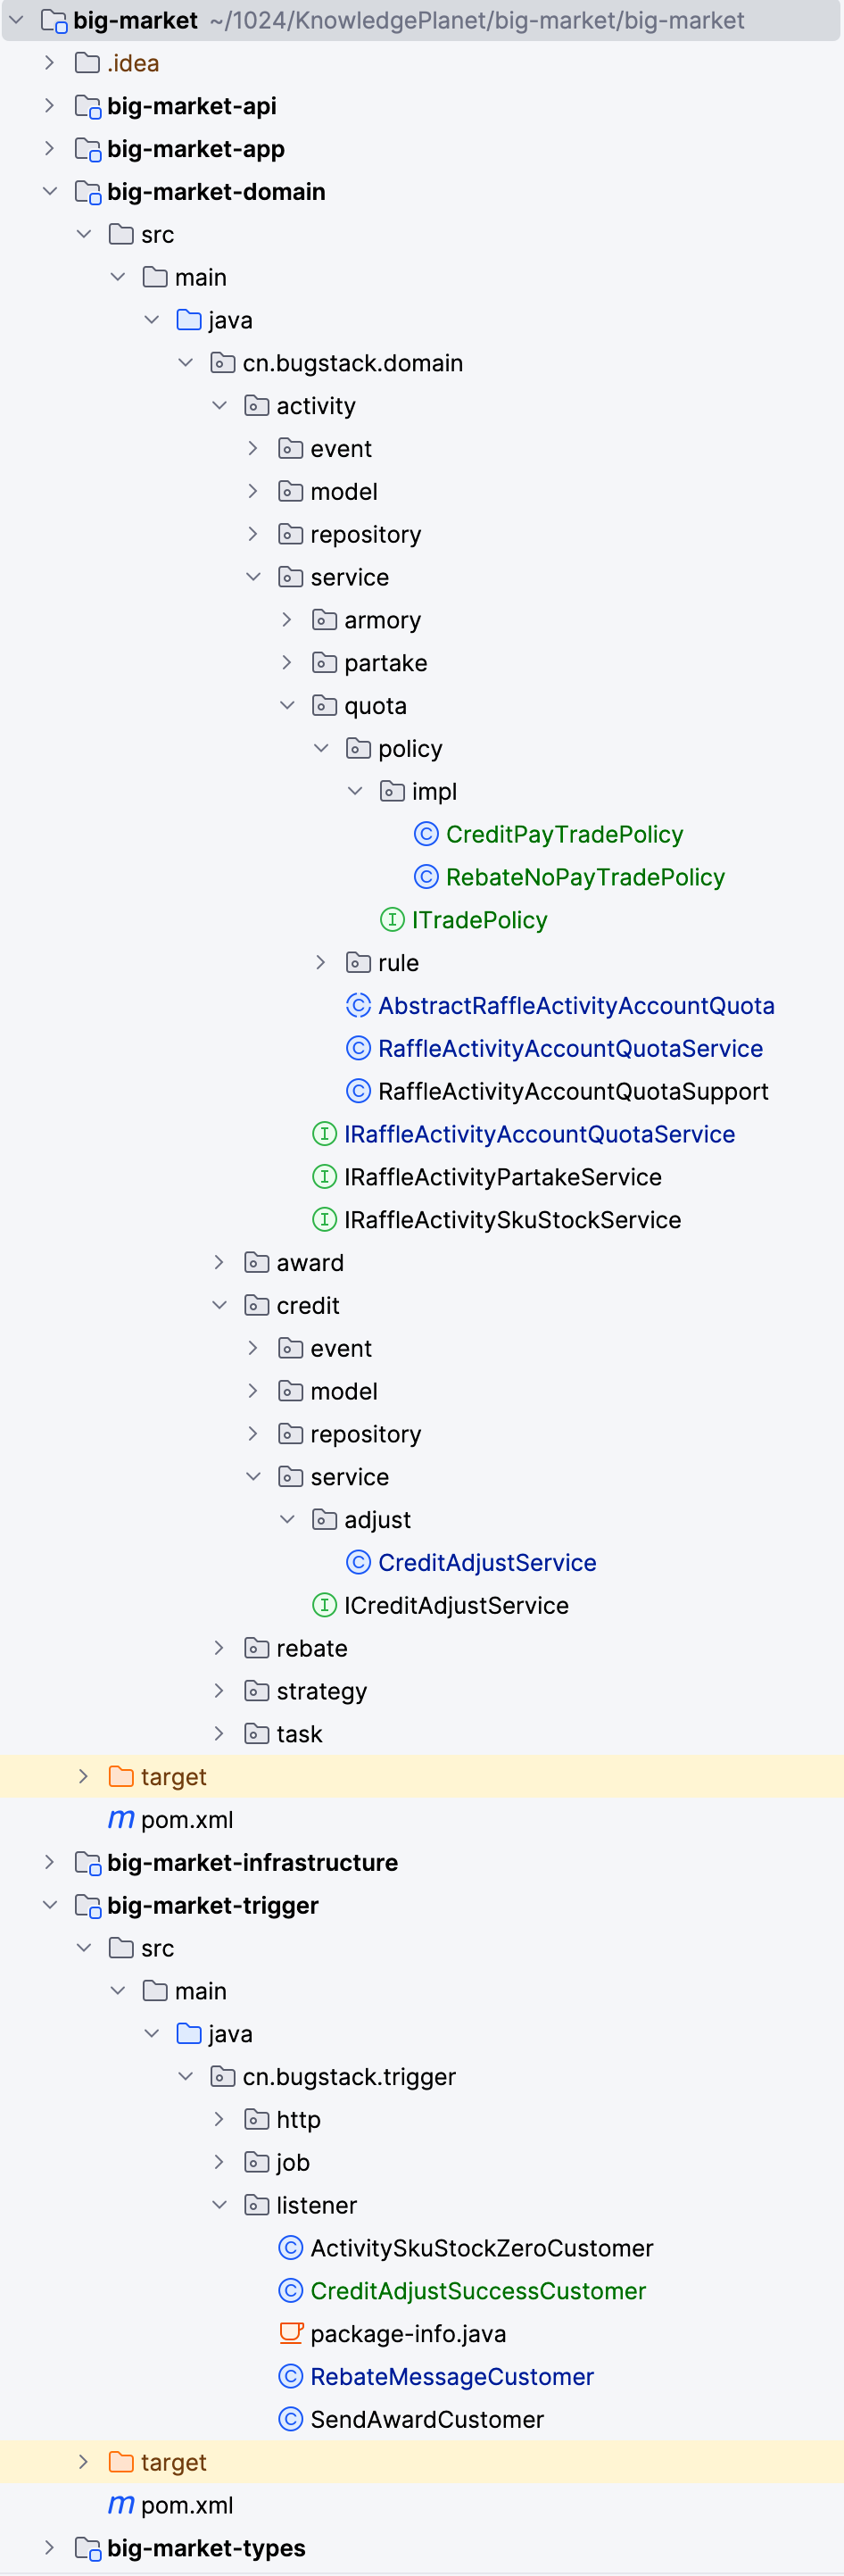 big-market ~/1024/KnowledgePlanet/big-market/big-market
.idea
big-market-api
big-market-app
big-market-domain
src
main
java
cn.bugstack.domain
activity
event
model
repository
service
armory
partake
quota
policy
impl
CreditPayTradePolicy
RebateNoPayTradePolicy
ITradePolicy
rule
AbstractRaffleActivityAccountQuota
RaffleActivityAccountQuotaService
RaffleActivityAccountQuotaSupport
IRaffleActivityAccountQuotaService
IRaffleActivityPartakeService
IRaffleActivitySkuStockService
award
credit
event
model
repository
service
adjust
CreditAdjustService
ICreditAdjustService
rebate
strategy
task
target
pom.xml
big-market-infrastructure
big-market-trigger
src
main
java
cn.bugstack.trigger
http
job
listener
ActivitySkuStockZeroCustomer
CreditAdjustSuccessCustomer
package-info.java
RebateMessageCustomer
SendAwardCustomer
target
pom.xml
big-market-types